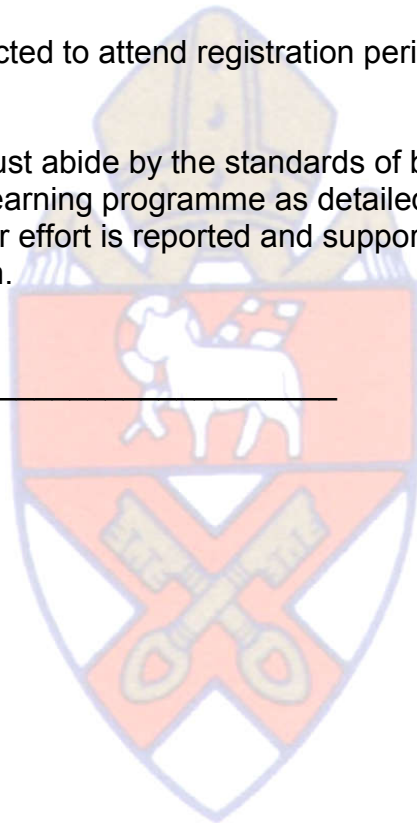 cted to attend registration peri
ust abide by the standards of b
earning programme as detailed
r effort is reported and suppor
.